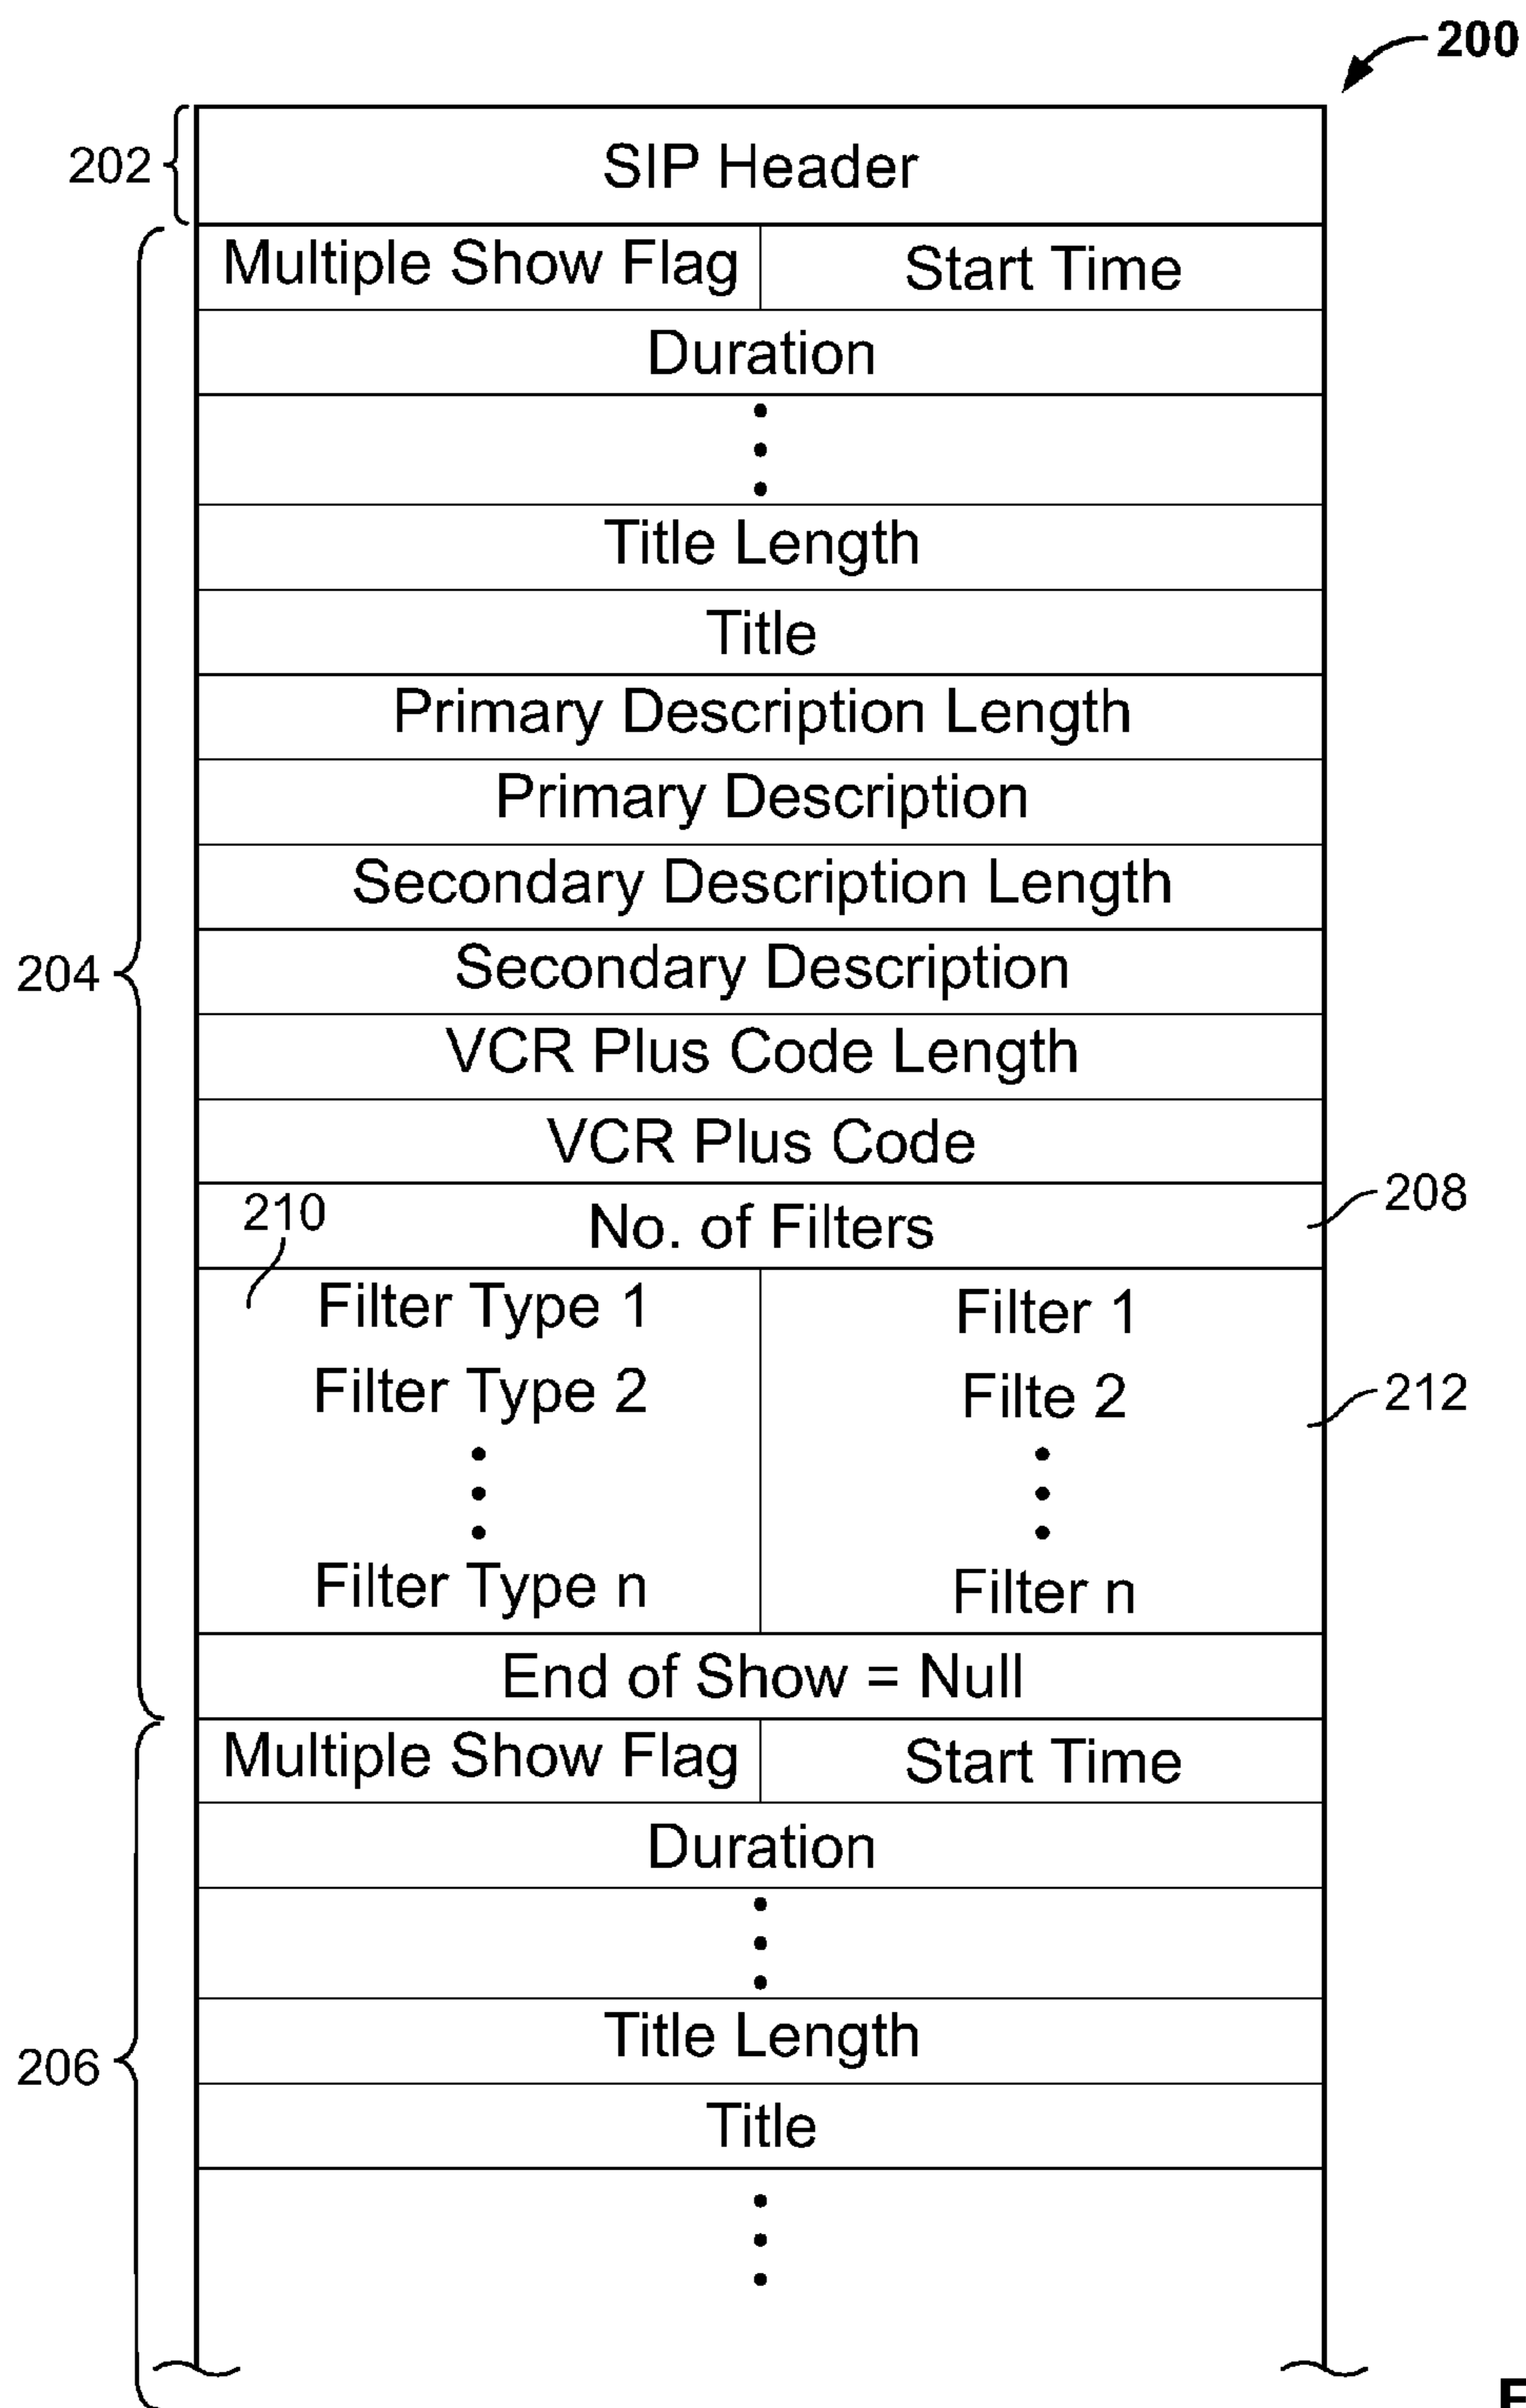 200
202
SIP Header
Multiple Show Flag Start Time
Duration
Title Length
Title
Primary Description Length
Primary Description
Secondary Description Length
204
Secondary Description
VCR Plus Code Length
VCR Plus Code
208
210
No. of Filters
Filter Type 1 Filter 1
Filter Type 2 Filte 2
212
Filter Type n Filter n
End of Show = Null
Multiple Show Flag Start Time
Duration
Title Length
206
Title